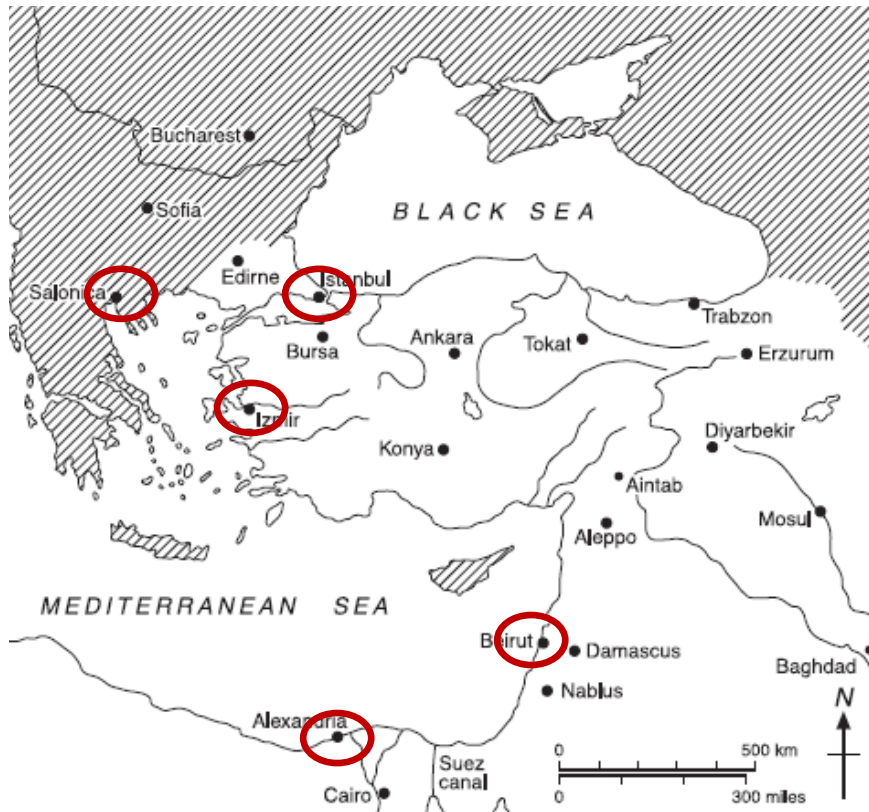 Bucharest
BLACK SEA
Sofia
Edirne
Istanbul
Salonica
Trabzon
Bursa
Ankara
Tokat
Erzurum
Izmir
Konya
Diyarbekir
Aintab
Mosul
Aleppo
MEDITERRANEAN SEA
Beirut
Damascus
Baghdad
Nablus
N
Alexandria
0 500 km
Suez
canal
Cairo
0 300 miles